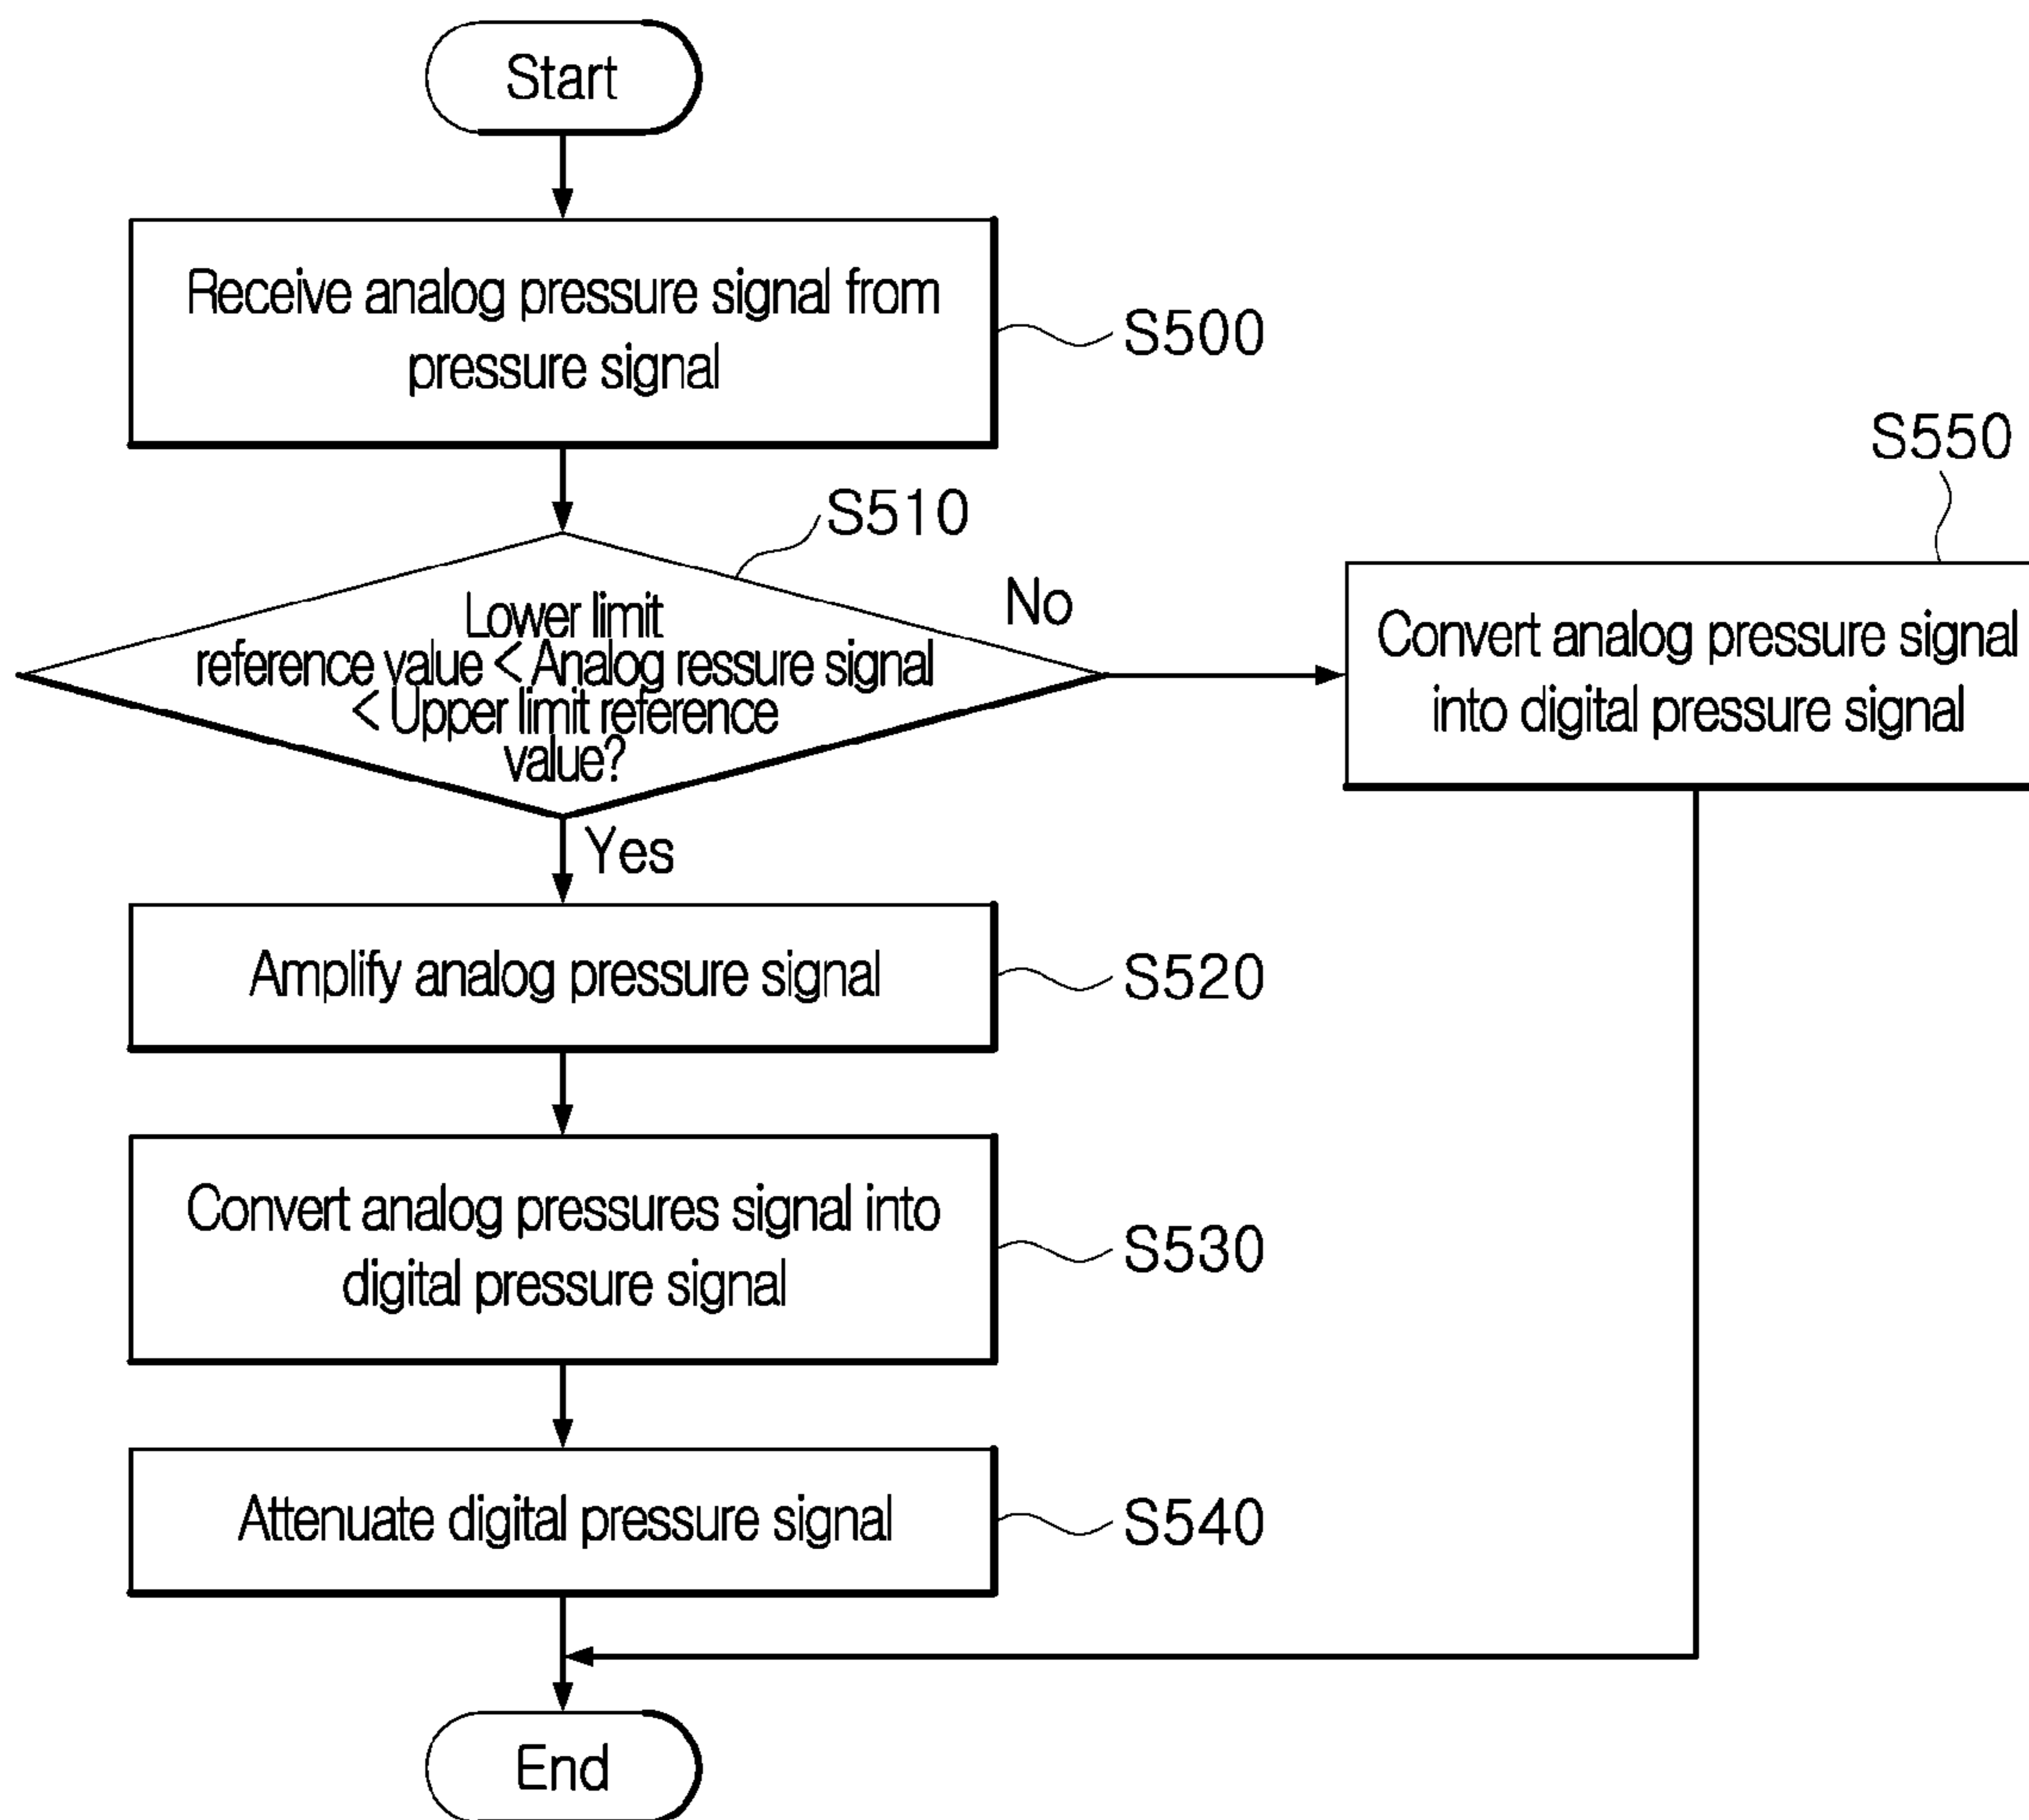 Start
Receive analog pressure signal from
pressure signal
S500
S510
Lower limit
reference value < Analog ressure signal
< Upper limit reference
value?
No
S550
Convert analog pressure signal
into digital pressure signal
Yes
Amplify analog pressure signal
S520
Convert analog pressures signal into
digital pressure signal
S530
Attenuate digital pressure signal
S540
End